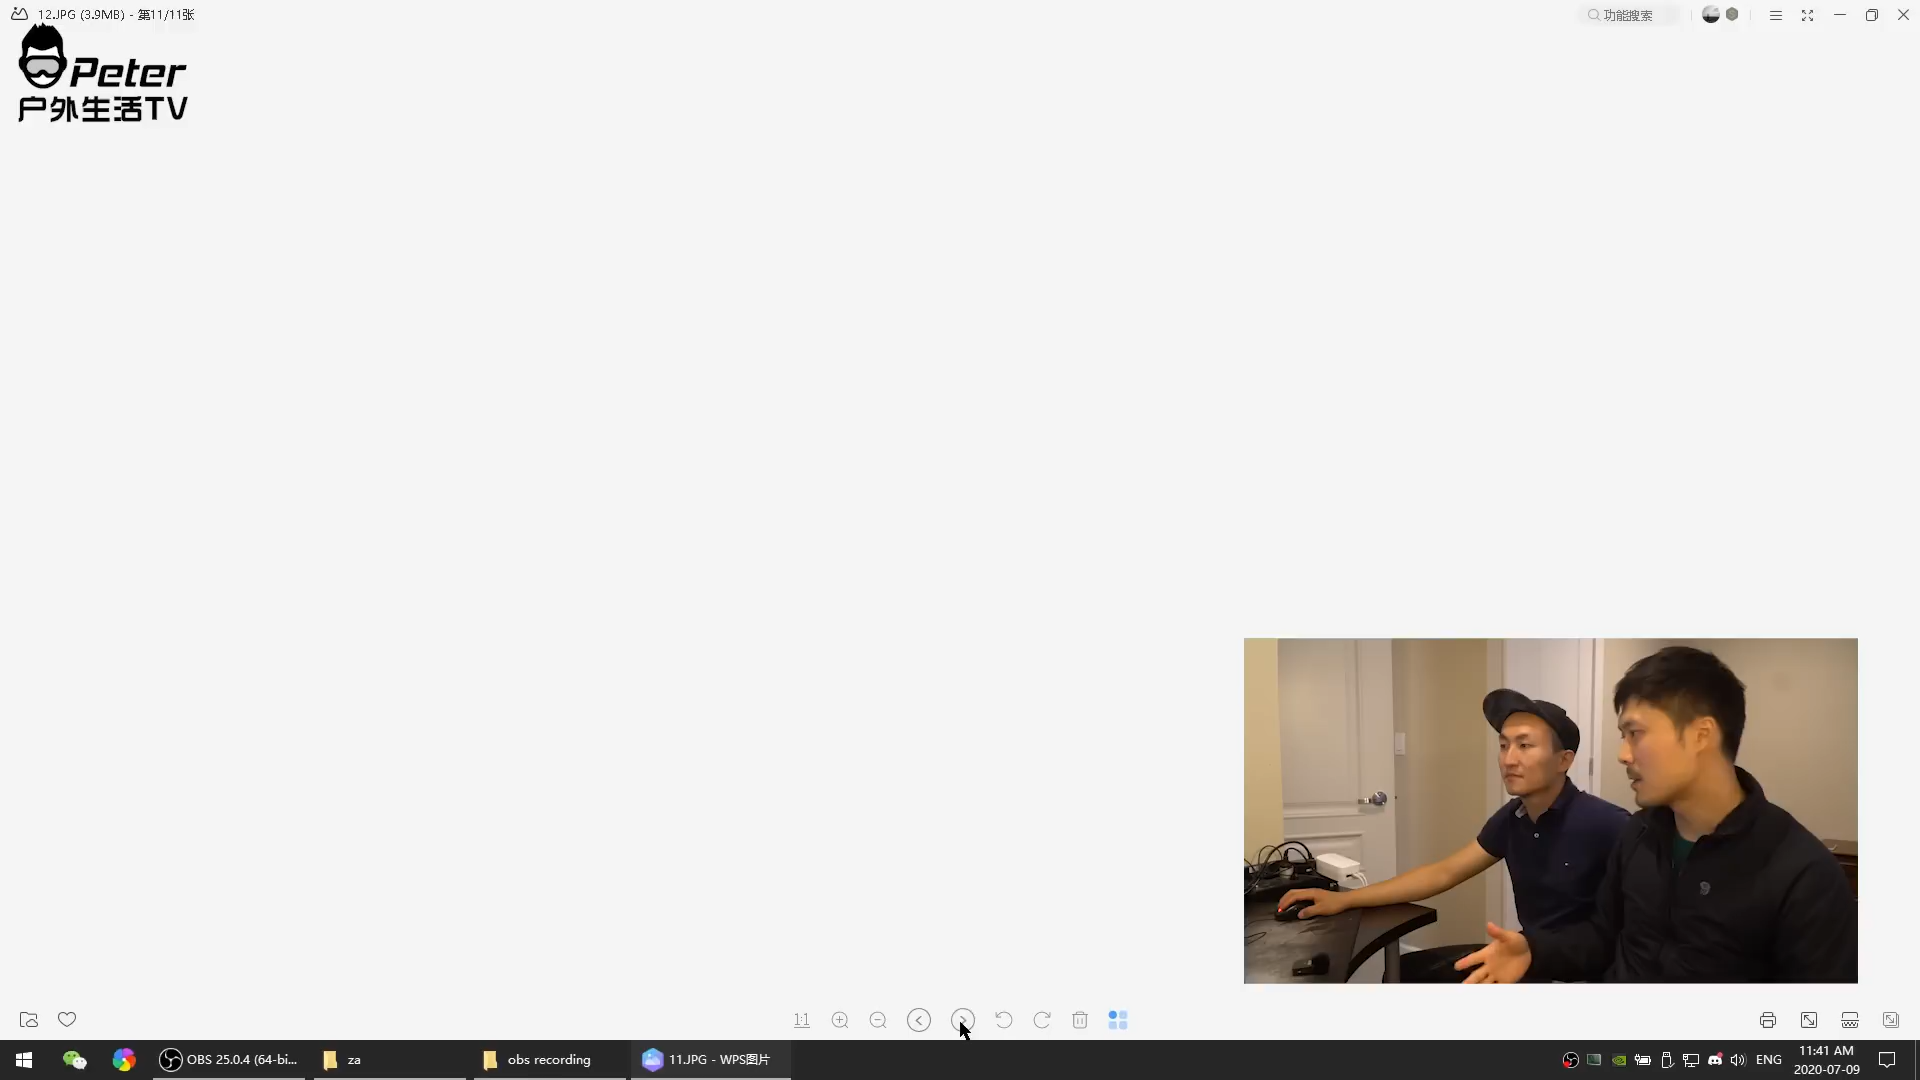 12.JPG (3.9MB) - 第11/11张
功能搜索
Peter
户外生活TV
1:1
OBS 25.0.4 (64-bi...
za
obs recording
11.JPG - WPS图片
ENG
11:41 AM
2020-07-09